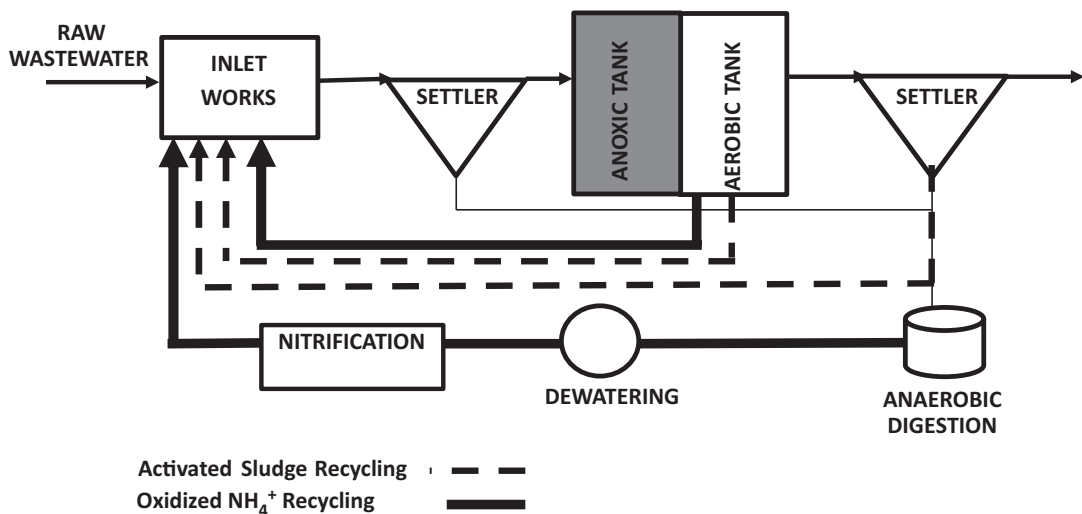 RAW
WASTEWATER
INLET
WORKS
SETTLER
ANOXIC TANK
AEROBIC TANK
SETTLER
NITRIFICATION
DEWATERING
ANAEROBIC
DIGESTION
Activated Sludge Recycling
Oxidized NH₄⁺ Recycling